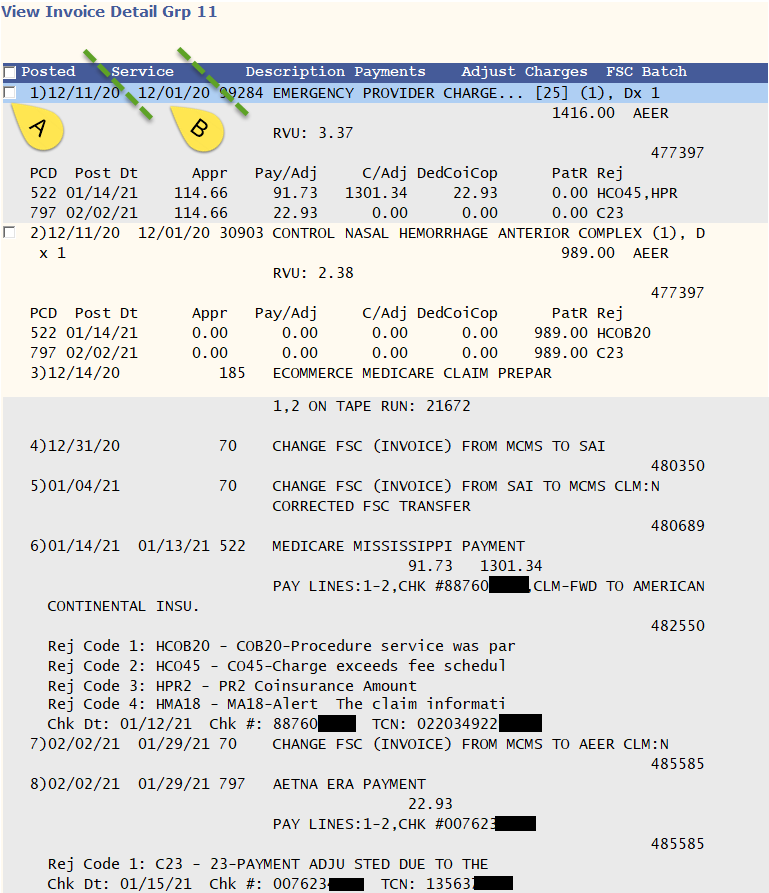 View Invoice Detail Grp 11
Posted Service Description Payments Adjust Charges FSC Batch
1)12/11/20 12/01/20 99284 EMERGENCY PROVIDER CHARGE... [25] (1), Dx 1
1416.00 AEER
A B
RVU: 3.37
477397
PCD Post Dt Appr Pay/Adj C/Adj DedCoiCop PatR Rej
522 01/14/21 114.66 91.73 1301.34 22.93 0.00 HCO45,HPR
797 02/02/21 114.66 22.93 0.00 0.00 0.00 C23
2)12/11/20 12/01/20 30903 CONTROL NASAL HEMORRHAGE ANTERIOR COMPLEX (1), D
x 1 989.00 AEER
RVU: 2.38
477397
PCD Post Dt Appr Pay/Adj C/Adj DedCoiCop PatR Rej
522 01/14/21 0.00 0.00 0.00 0.00 989.00 HCOB20
797 02/02/21 0.00 0.00 0.00 0.00 989.00 C23
3)12/14/20 185 ECOMMERCE MEDICARE CLAIM PREPAR
1,2 ON TAPE RUN: 21672
4)12/31/20 70 CHANGE FSC (INVOICE) FROM MCMS TO SAI
480350
5)01/04/21 70 CHANGE FSC (INVOICE) FROM SAI TO MCMS CLM:N
CORRECTED FSC TRANSFER
480689
6)01/14/21 01/13/21 522 MEDICARE MISSISSIPPI PAYMENT
91.73 1301.34
PAY LINES:1-2,CHK #88760 ,CLM-FWD TO AMERICAN
CONTINENTAL INSU.
482550
Rej Code 1: HCOB20 - COB20-Procedure service was par
Rej Code 2: HCO45 - CO45-Charge exceeds fee schedul
Rej Code 3: HPR2 - PR2 Coinsurance Amount
Rej Code 4: HMA18 - MA18-Alert The claim informati
Chk Dt: 01/12/21 Chk #: 88760 TCN: 022034922
7)02/02/21 01/29/21 70 CHANGE FSC (INVOICE) FROM MCMS TO AEER CLM:N
485585
8)02/02/21 01/29/21 797 AETNA ERA PAYMENT
22.93
PAY LINES:1-2,CHK #007623
485585
Rej Code 1: C23 - 23-PAYMENT ADJU STED DUE TO THE
Chk Dt: 01/15/21 Chk #: 007623 TCN: 13563